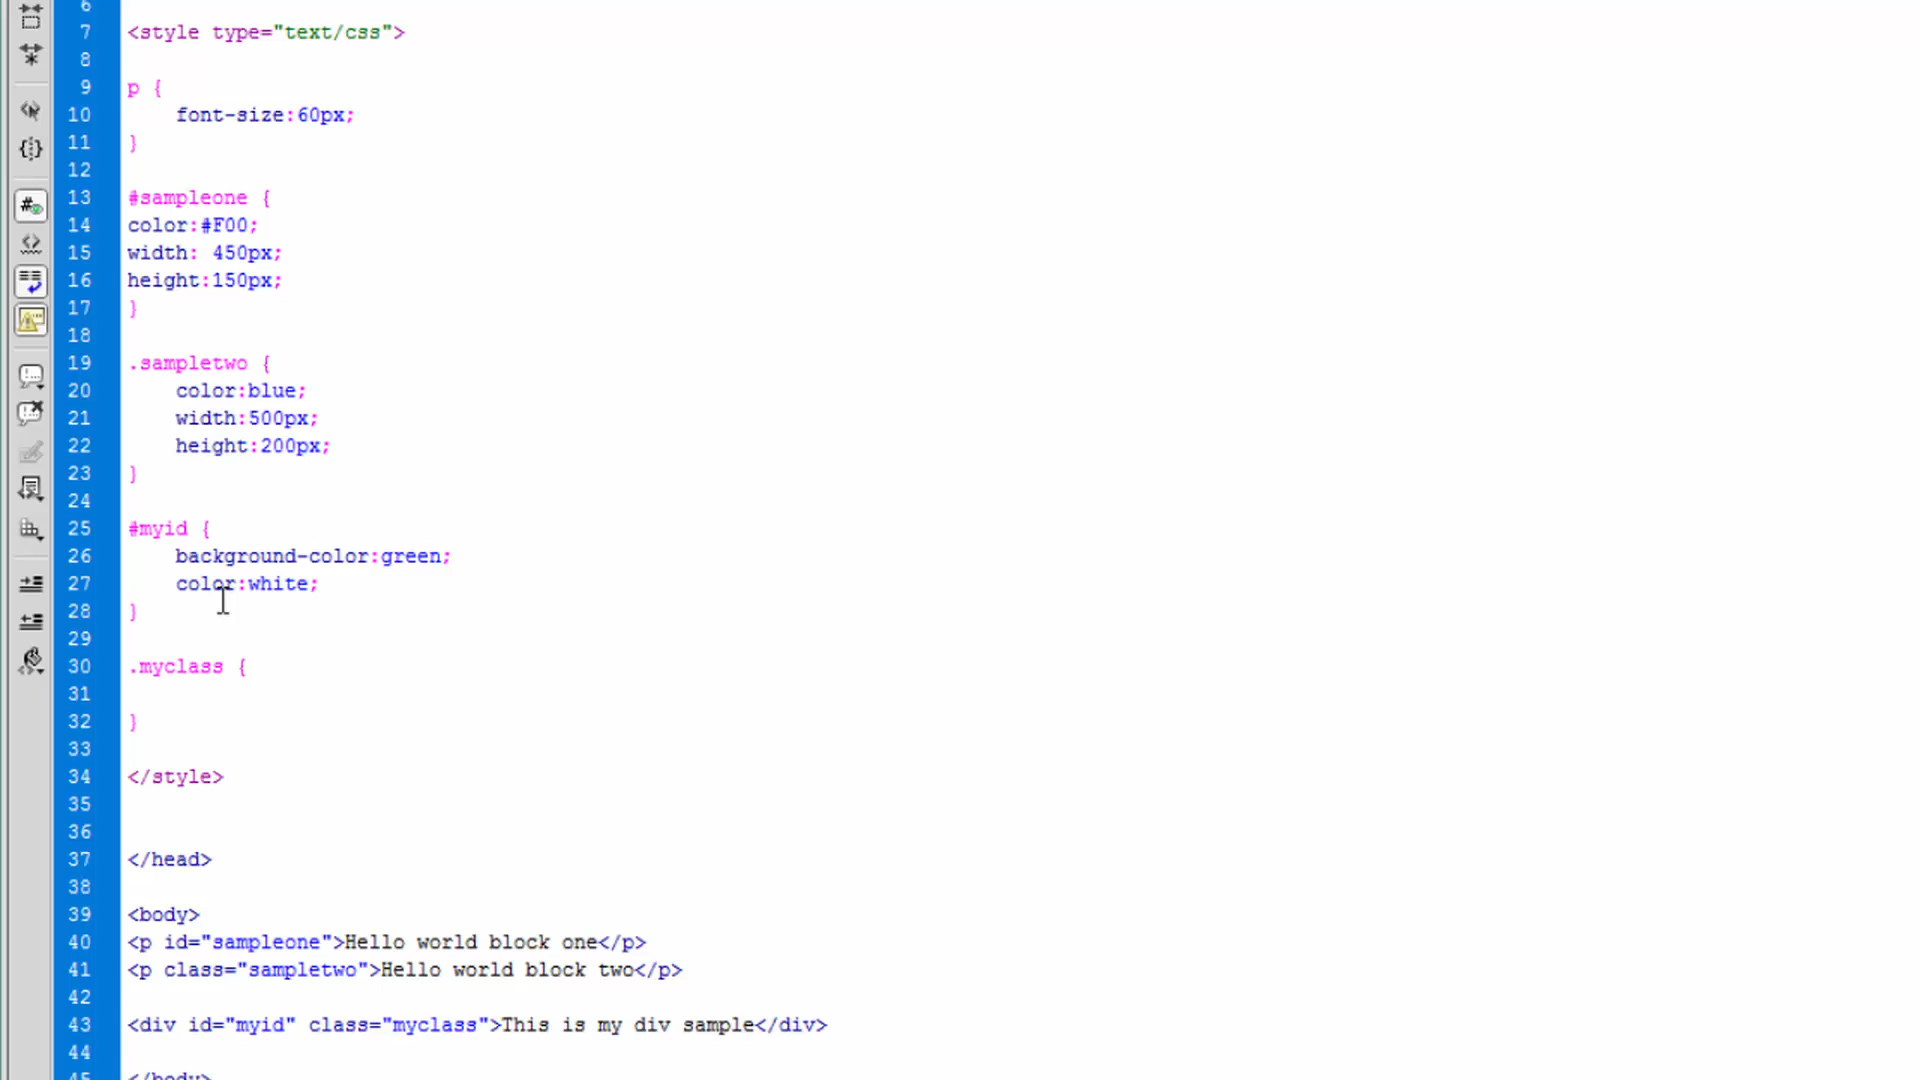 6
7 <style type="text/css">
8
9 p {
10 font-size:60px;
11 }
12
13 #sampleone {
14 color:#F00;
15 width: 450px;
16 height:150px;
17 }
18
19 .sampletwo {
20 color:blue;
21 width:500px;
22 height:200px;
23 }
24
25 #myid {
26 background-color:green;
27 color:white;
28 }
29
30 .myclass {
31
32 }
33
34 </style>
35
36
37 </head>
38
39 <body>
40 <p id="sampleone">Hello world block one</p>
41 <p class="sampletwo">Hello world block two</p>
42
43 <div id="myid" class="myclass">This is my div sample</div>
44
45 </body>